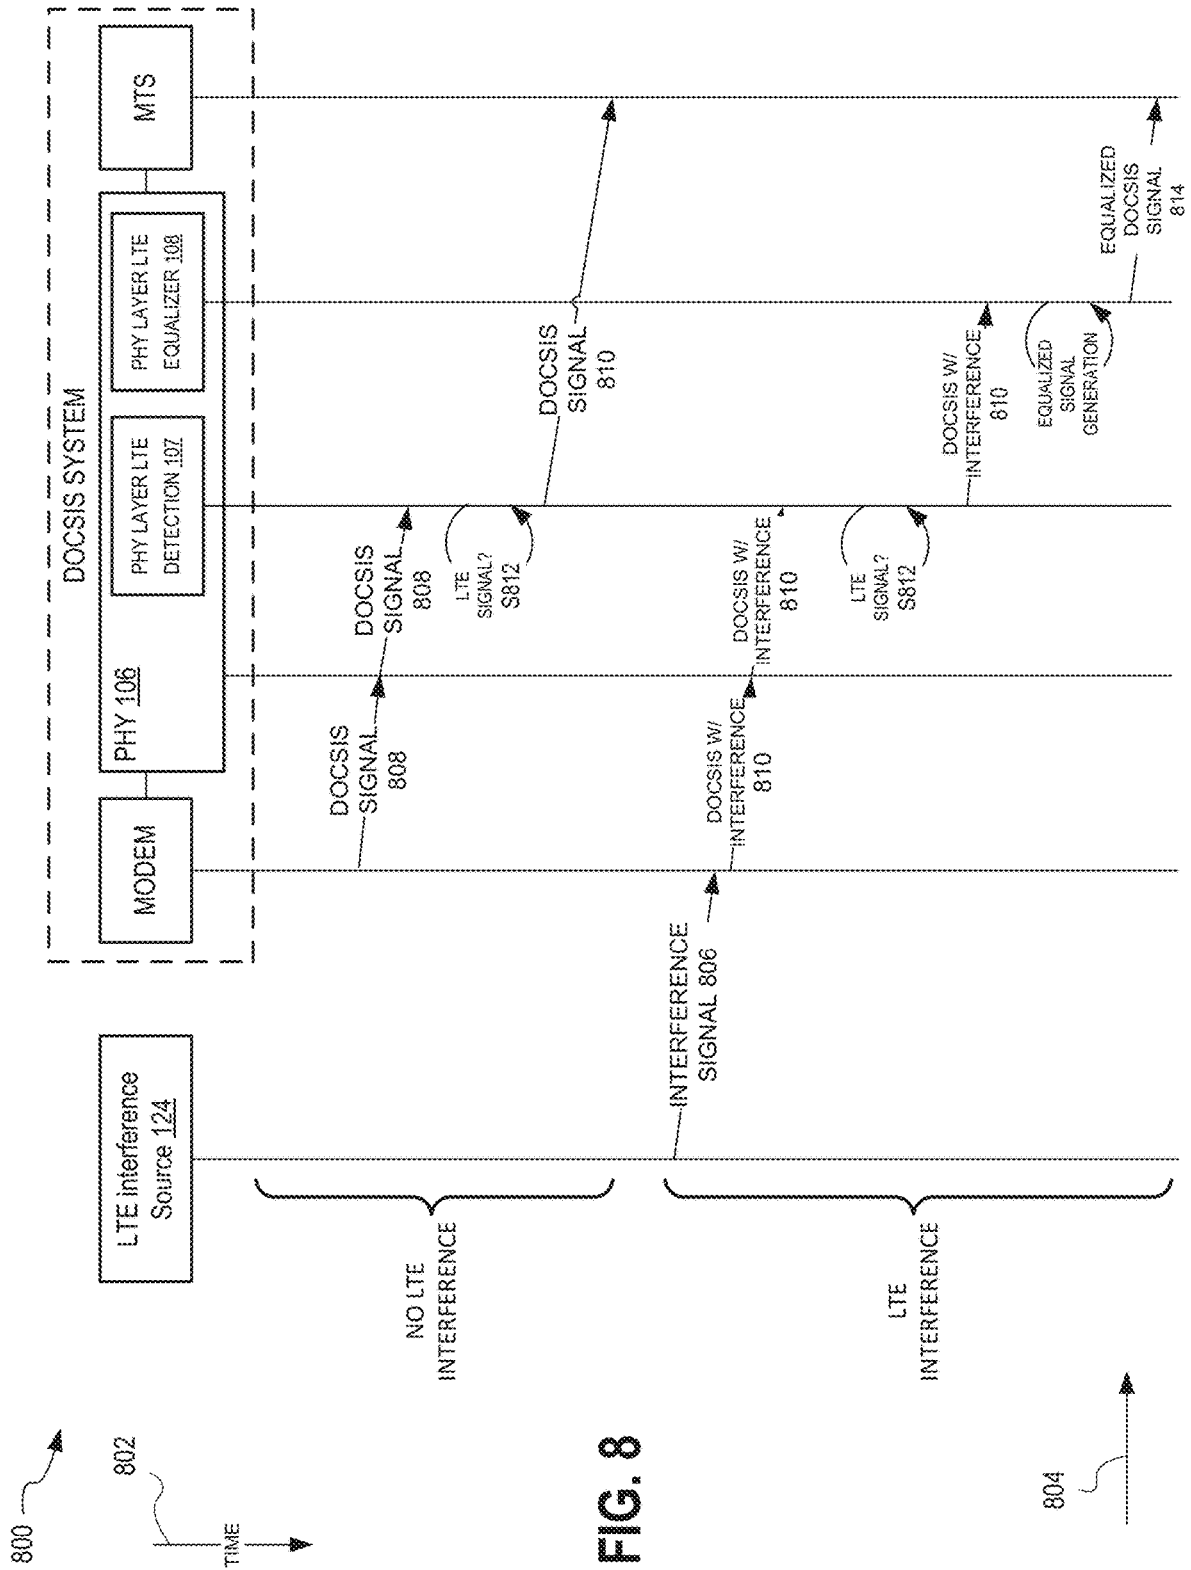 800
802
TIME
LTE interference
Source 124
DOCSIS SYSTEM
MODEM
PHY 106
PHY LAYER LTE
DETECTION 107
PHY LAYER LTE
EQUALIZER 108
MTS
NO LTE
INTERFERENCE
DOCSIS
SIGNAL
808
DOCSIS
SIGNAL
808
LTE
SIGNAL?
S812
DOCSIS
SIGNAL
810
LTE
INTERFERENCE
INTERFERENCE
SIGNAL 806
DOCSIS W/
INTERFERENCE
810
DOCSIS W/
INTERFERENCE
810
LTE
SIGNAL?
S812
DOCSIS W/
INTERFERENCE
810
EQUALIZED
SIGNAL
GENERATION
EQUALIZED
DOCSIS
SIGNAL
814
804
FIG. 8